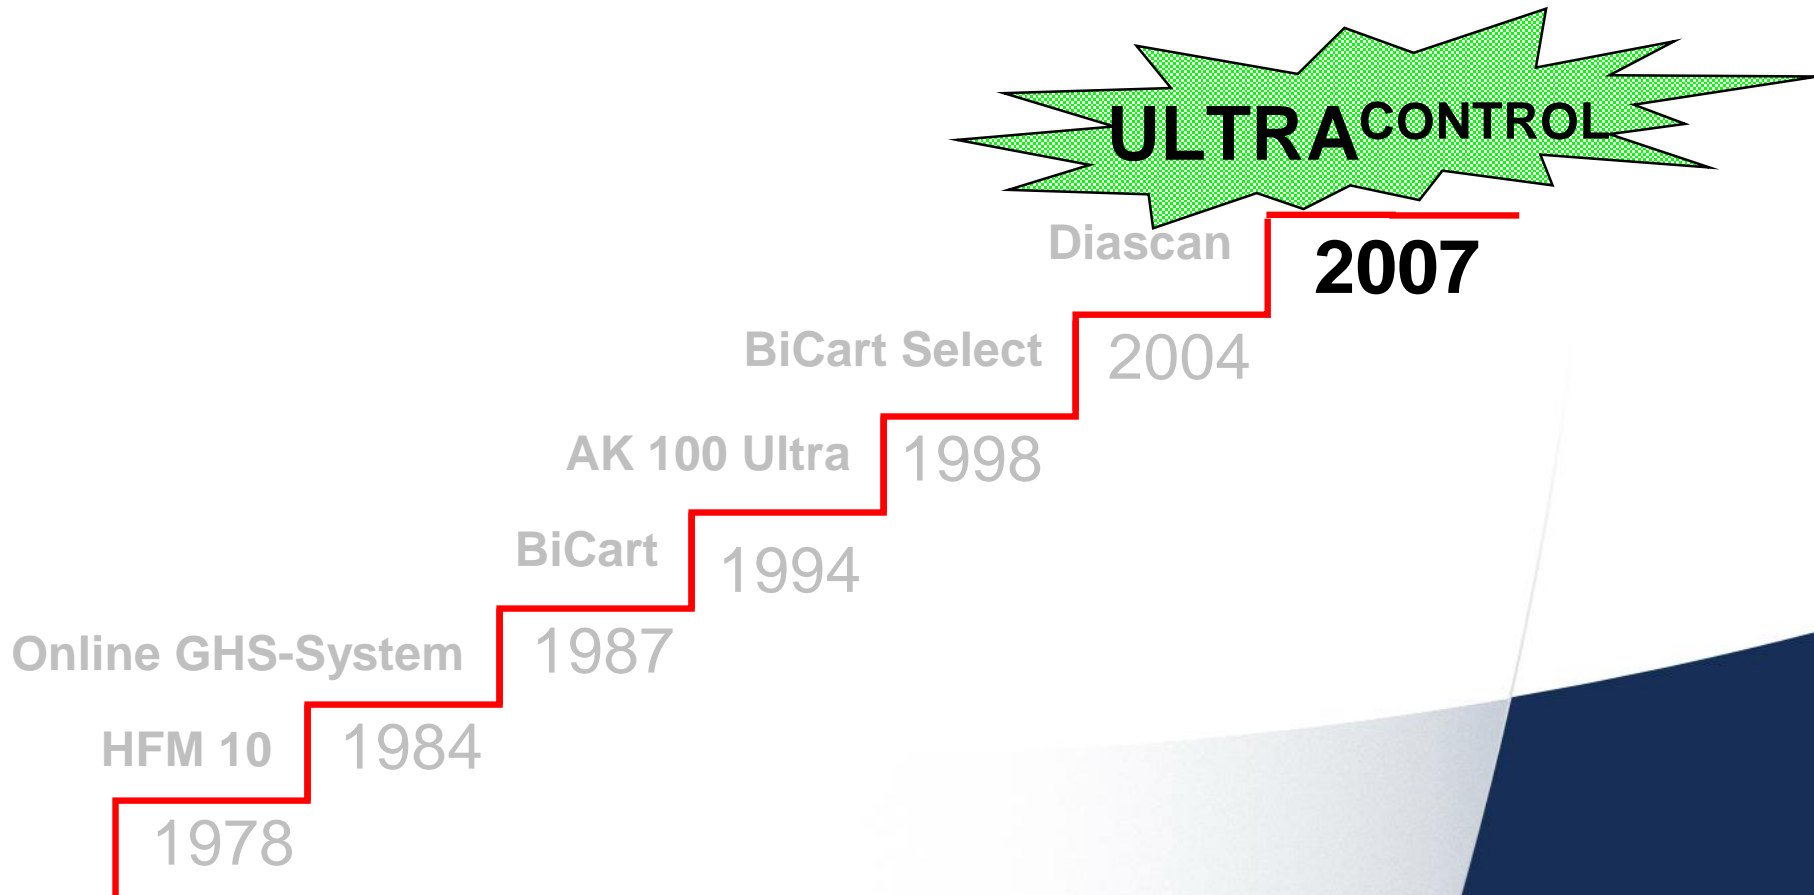 ULTRACONTROL
Diascan
2007
BiCart Select
2004
AK 100 Ultra
1998
BiCart
1994
Online GHS-System
1987
HFM 10
1984
1978